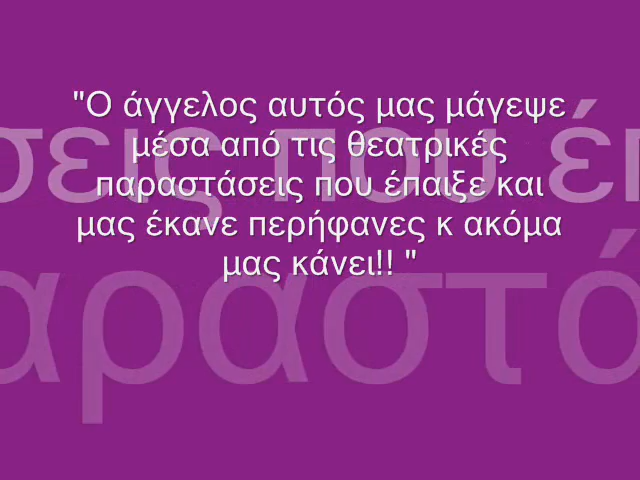 "Ο άγγελος αυτός μας μάγεψε
μέσα από τις θεατρικές
παραστάσεις που έπαιξε και
μας έκανε περήφανες κ ακόμα
μας κάνει!! "